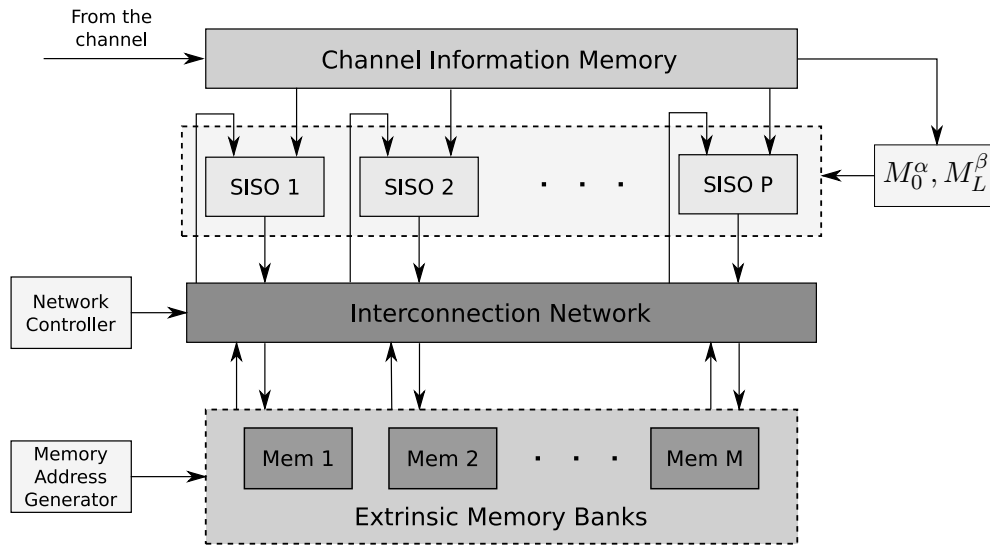 From the
channel
Channel Information Memory
SISO 1
SISO 2
. . .
SISO P
M_0^α, M_L^β
Network
Controller
Interconnection Network
Memory
Address
Generator
Mem 1
Mem 2
. . .
Mem M
Extrinsic Memory Banks